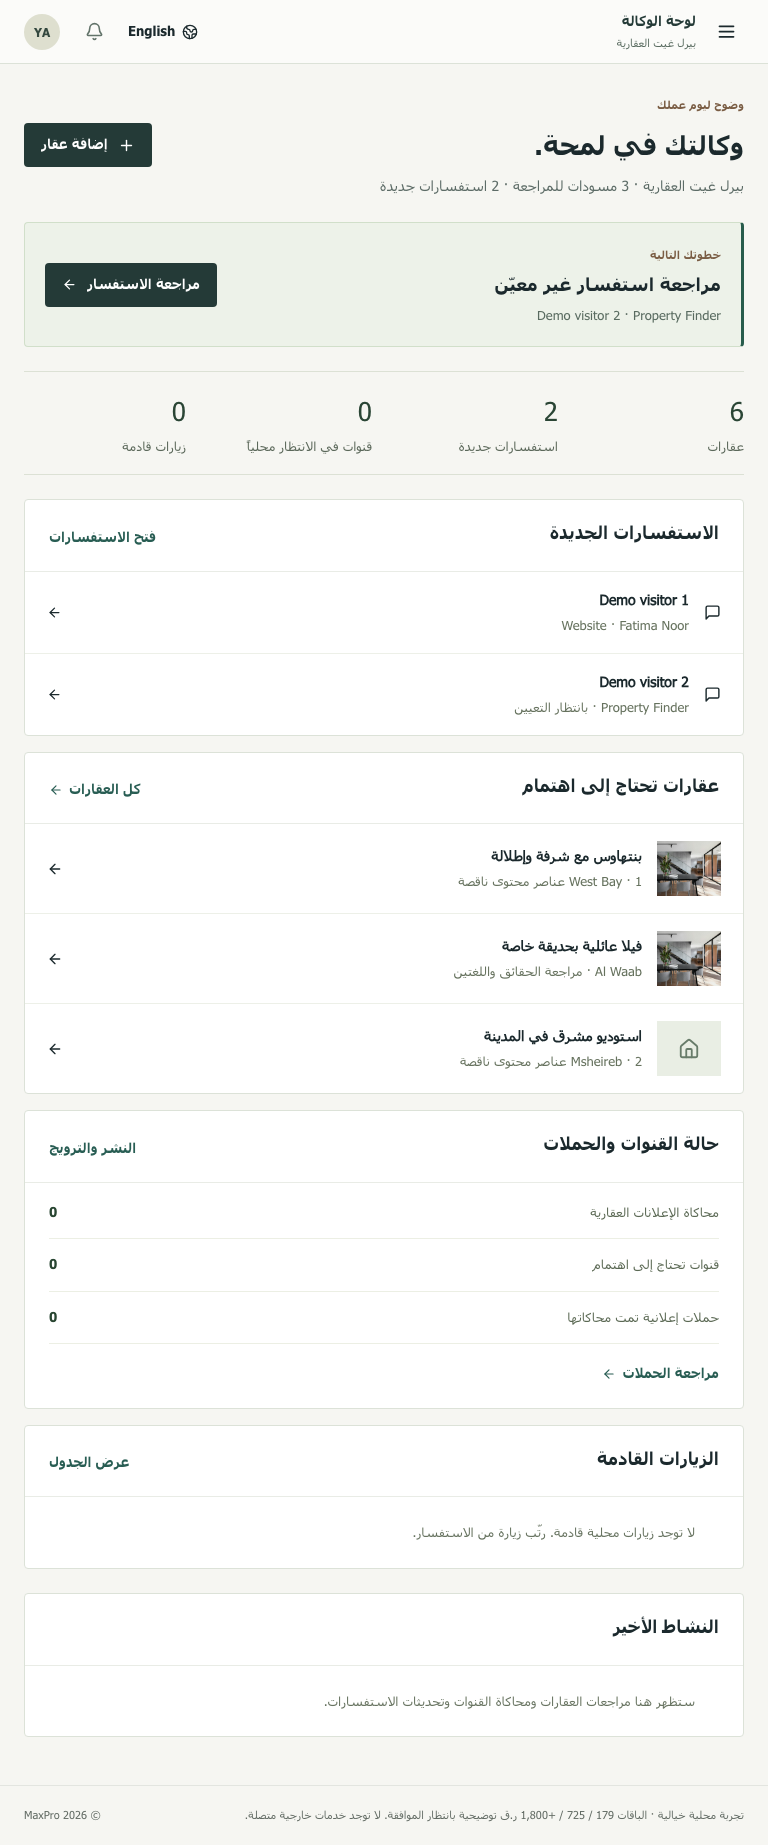 لوحة الوكالة
بيرل غيت العقارية
English
YA
وضوح ليوم عملك
وكالتك في لمحة.
بيرل غيت العقارية · 3 مسودات للمراجعة · 2 استفسارات جديدة
إضافة عقار
خطوتك التالية
مراجعة استفسار غير معيّن
Demo visitor 2 · Property Finder
مراجعة الاستفسار
6
عقارات
2
استفسارات جديدة
0
قنوات في الانتظار محلياً
0
زيارات قادمة
الاستفسارات الجديدة
فتح الاستفسارات
Demo visitor 1
Website · Fatima Noor
Demo visitor 2
Property Finder · بانتظار التعيين
عقارات تحتاج إلى اهتمام
كل العقارات
بنتهاوس مع شرفة وإطلالة
West Bay · 1 عناصر محتوى ناقصة
فيلا عائلية بحديقة خاصة
Al Waab · مراجعة الحقائق واللغتين
استوديو مشرق في المدينة
Msheireb · 2 عناصر محتوى ناقصة
حالة القنوات والحملات
النشر والترويج
محاكاة الإعلانات العقارية
0
قنوات تحتاج إلى اهتمام
0
حملات إعلانية تمت محاكاتها
0
مراجعة الحملات
الزيارات القادمة
عرض الجدول
لا توجد زيارات محلية قادمة. رتّب زيارة من الاستفسار.
النشاط الأخير
ستظهر هنا مراجعات العقارات ومحاكاة القنوات وتحديثات الاستفسارات.
تجربة محلية خيالية · الباقات 179 / 725 / +1,800 ر.ق توضيحية بانتظار الموافقة. لا توجد خدمات خارجية متصلة.
© 2026 MaxPro